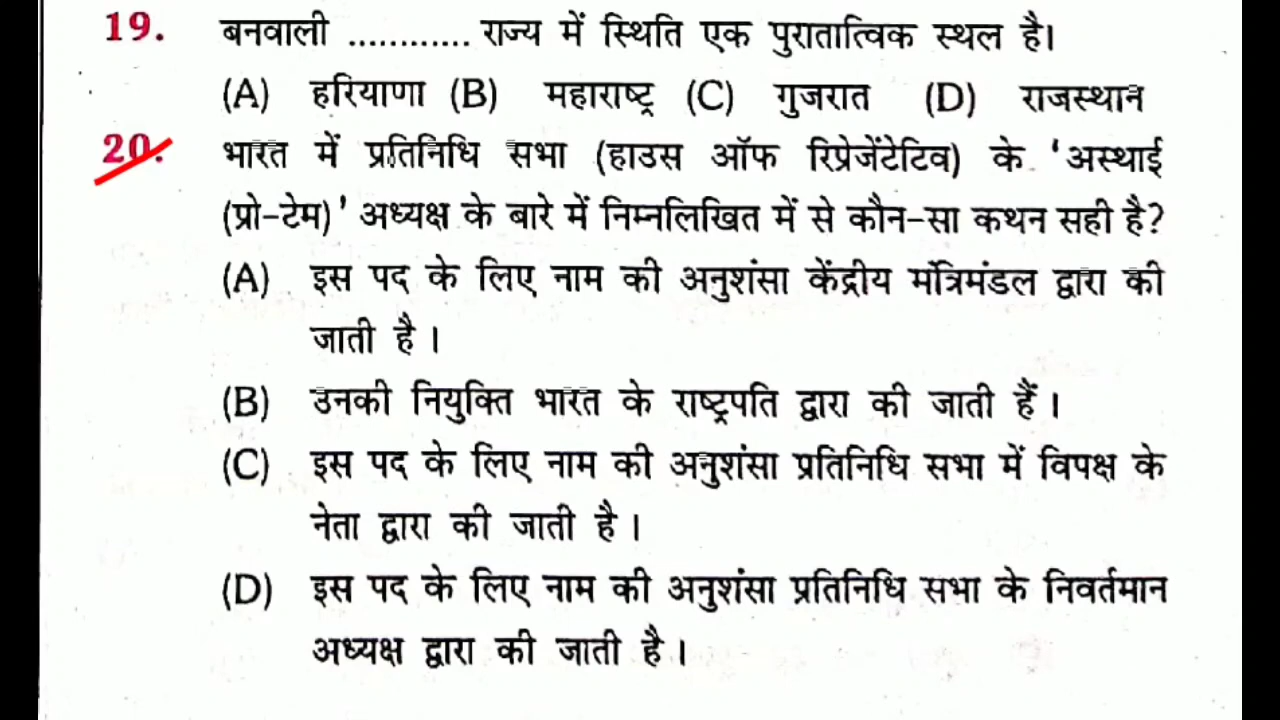 19. बनवाली ............ राज्य में स्थिति एक पुरातात्विक स्थल है।
(A) हरियाणा (B) महाराष्ट्र (C) गुजरात (D) राजस्थान
20. भारत में प्रतिनिधि सभा (हाउस ऑफ रिप्रेजेंटेटिव) के 'अस्थाई
(प्रो-टेम)' अध्यक्ष के बारे में निम्नलिखित में से कौन-सा कथन सही है?
(A) इस पद के लिए नाम की अनुशंसा केंद्रीय मंत्रिमंडल द्वारा की
जाती है।
(B) उनकी नियुक्ति भारत के राष्ट्रपति द्वारा की जाती हैं।
(C) इस पद के लिए नाम की अनुशंसा प्रतिनिधि सभा में विपक्ष के
नेता द्वारा की जाती है।
(D) इस पद के लिए नाम की अनुशंसा प्रतिनिधि सभा के निवर्तमान
अध्यक्ष द्वारा की जाती है।